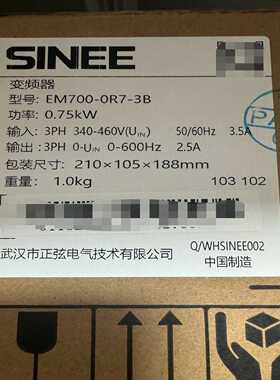 SINEE
变频器
型号: EM700-0R7-3B
功率: 0.75kW
输入: 3PH 340-460V(UIN) 50/60Hz 3.5A
输出: 3PH 0-UIN 0-600Hz 2.5A
包装尺寸: 210×105×188mm
重量: 1.0kg 103 102
Q/WHSINEE002
武汉市正弦电气技术有限公司 中国制造